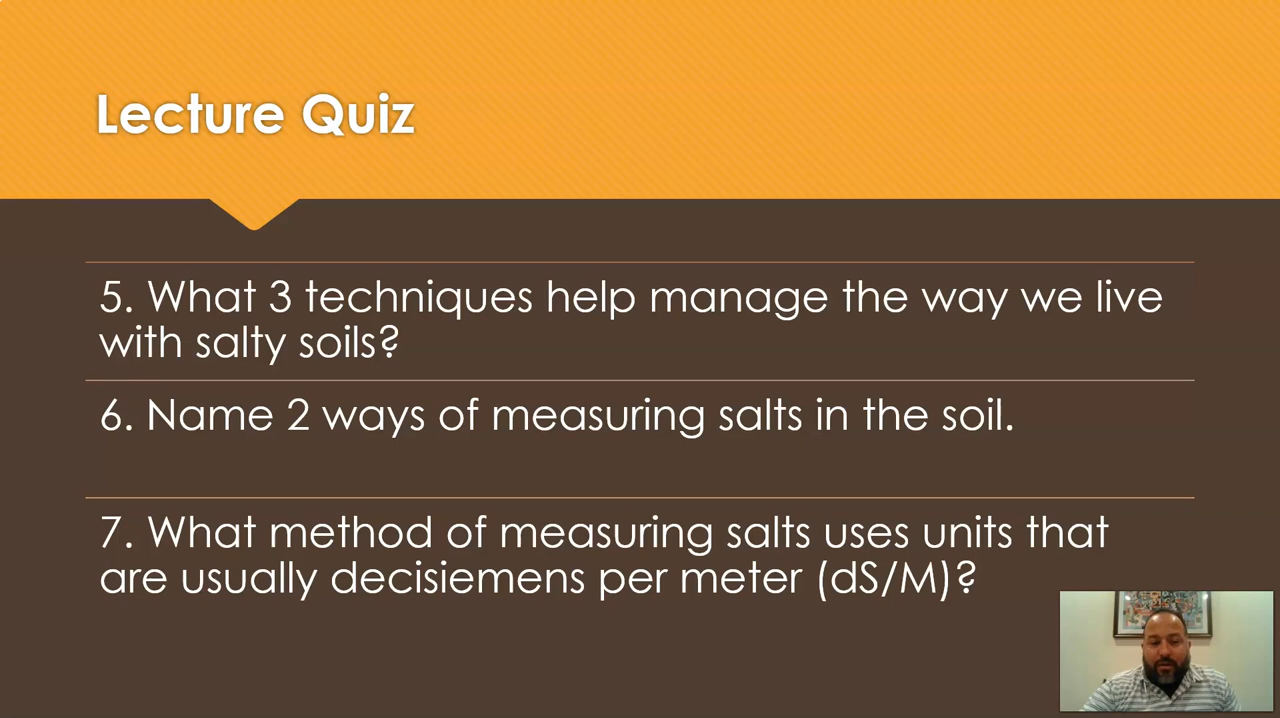 Lecture Quiz
5. What 3 techniques help manage the way we live
with salty soils?
6. Name 2 ways of measuring salts in the soil.
7. What method of measuring salts uses units that
are usually decisiemens per meter (dS/M)?